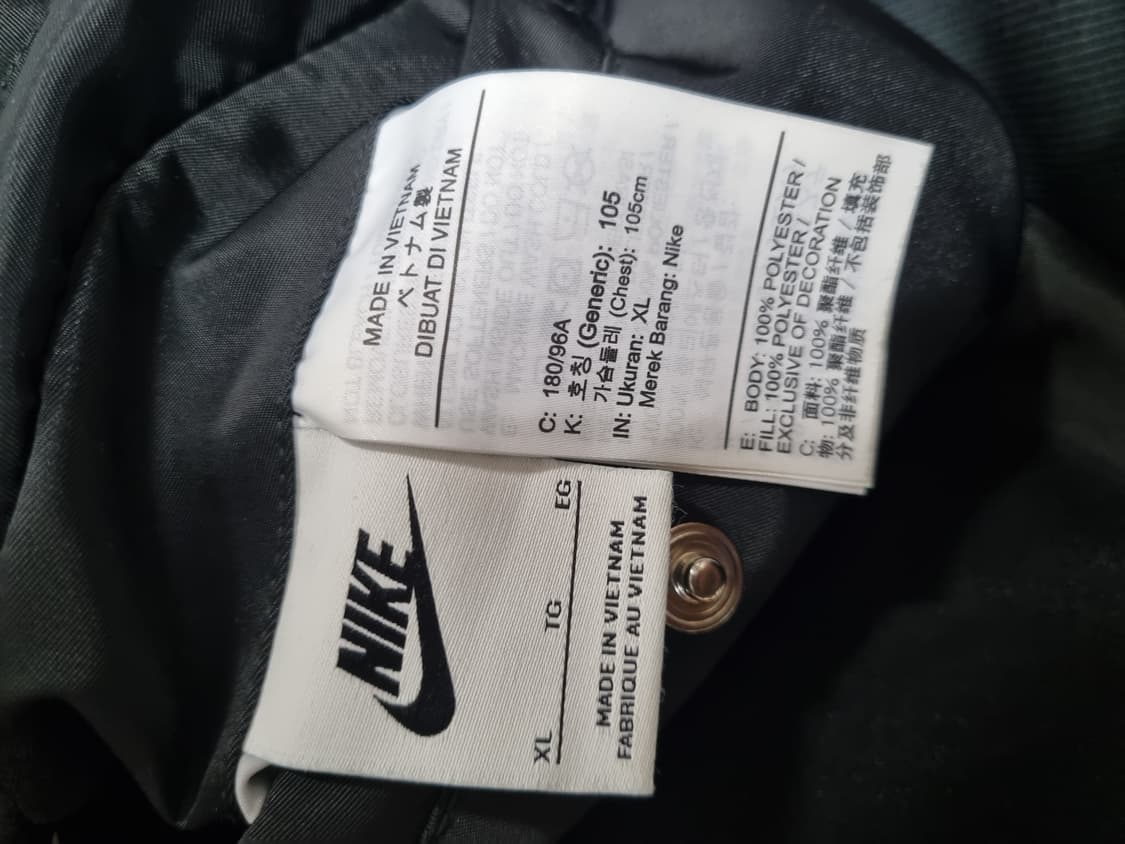 MADE IN VIETNAM
ベトナム製
DIBUAT DI VIETNAM
C: 180/96A
K: 호칭 (Generic): 105
가슴둘레 (Chest): 105cm
IN: Ukuran: XL
Merek Barang: Nike
E: BODY: 100% POLYESTER /
FILL: 100% POLYESTER /
EXCLUSIVE OF DECORATION
C: 面料: 100% 聚酯纤维 / 填充
物: 100% 聚酯纤维 / 不包括装饰部
分及非纤维物质
NIKE
XL TG EG
MADE IN VIETNAM
FABRIQUE AU VIETNAM